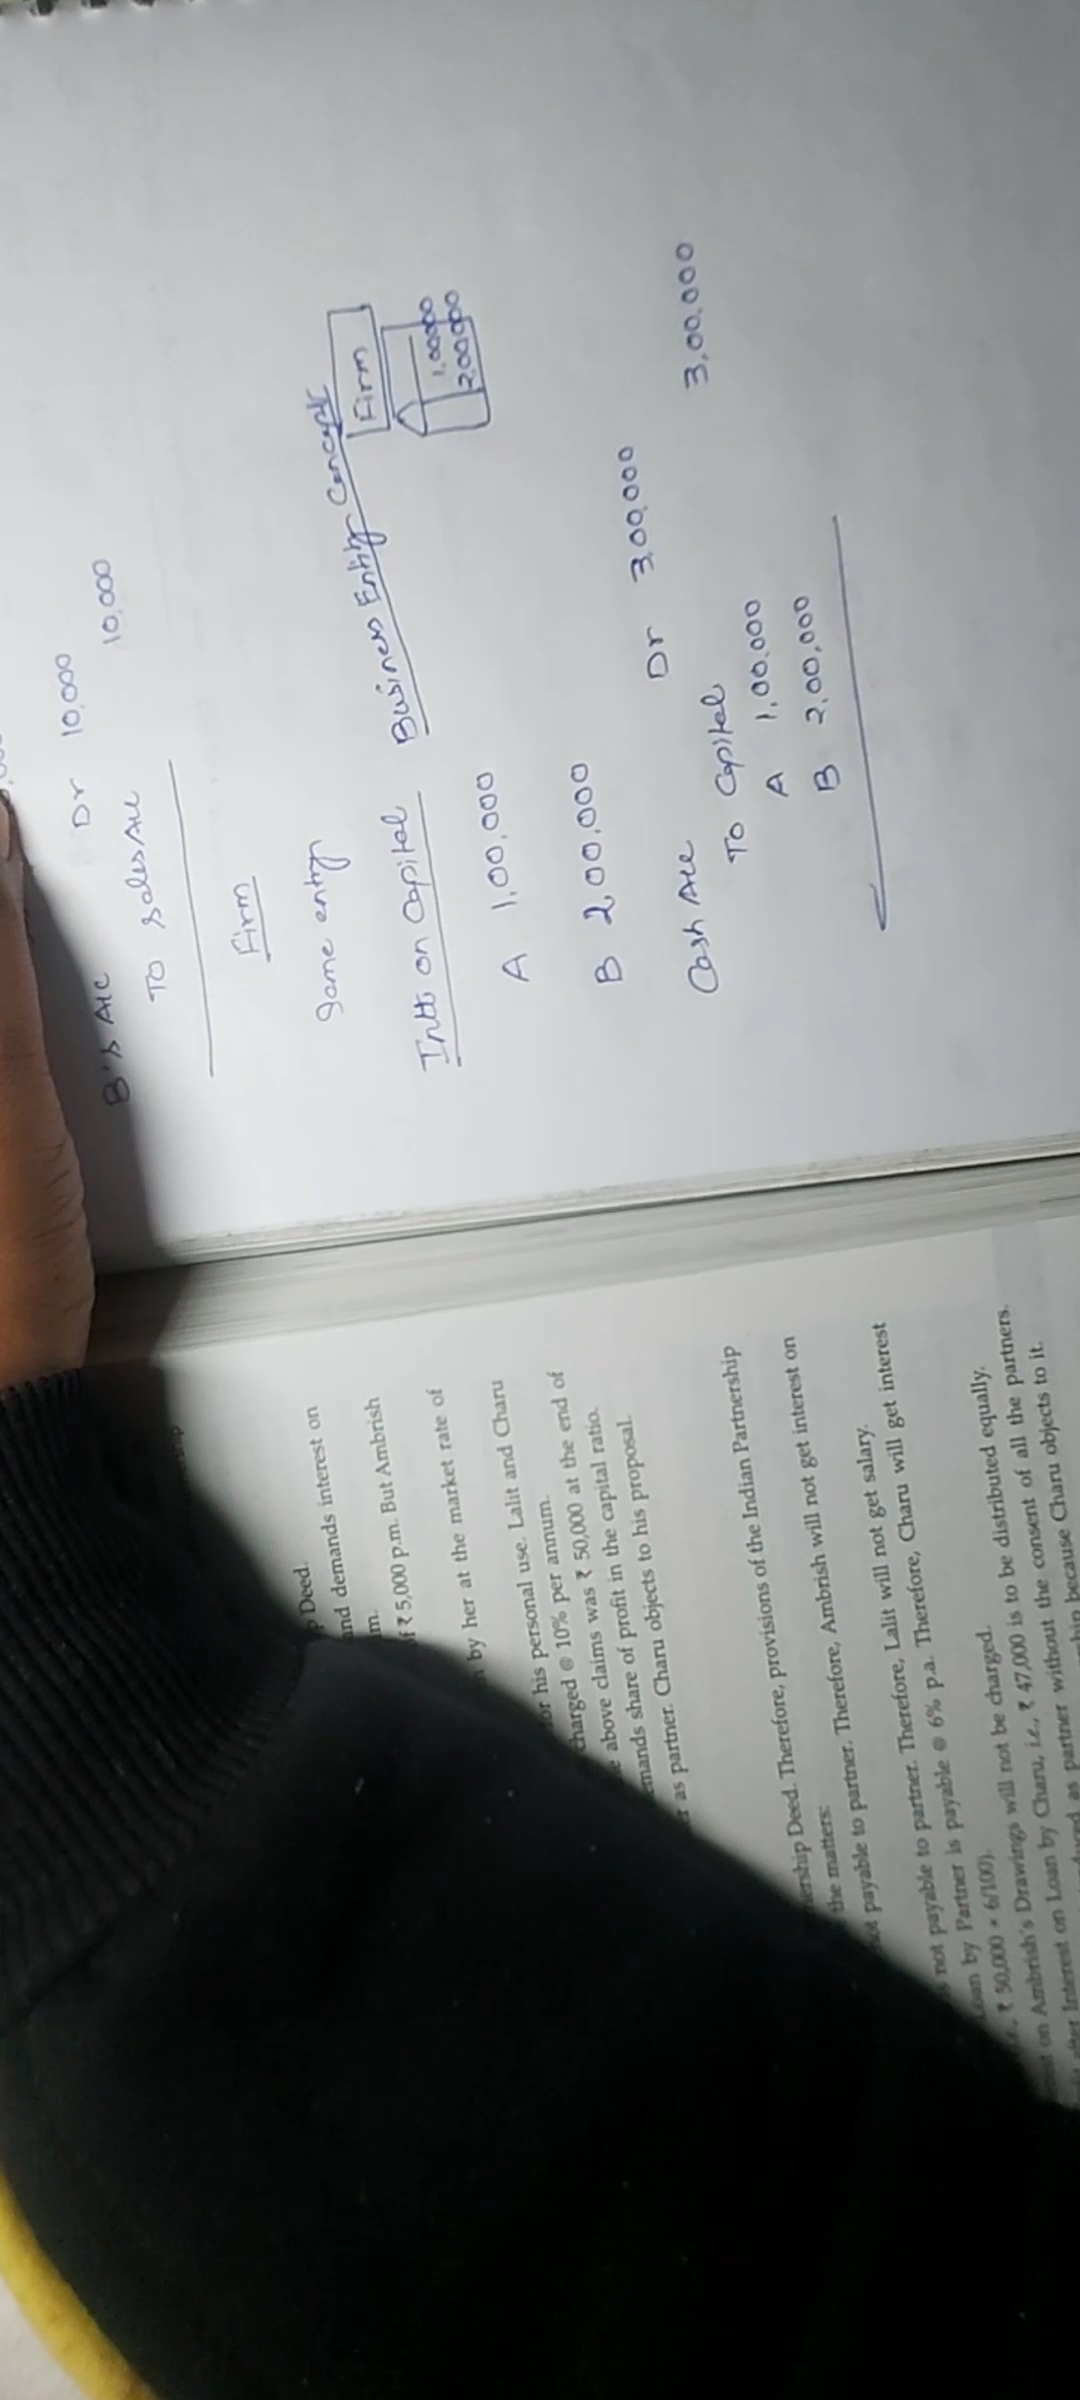 B's A/c Dr 10,000
To Sales A/c 10,000
Firm
Same entry
Intt. on Capital Business Entity Concept
Firm
A 1,00,000
1,00,000
2,00,000
B 2,00,000
Cash A/c Dr 3,00,000
To Capital 3,00,000
A 1,00,000
B 2,00,000
Deed.
nd demands interest on
m.
f ₹ 5,000 p.m. But Ambrish
by her at the market rate of
or his personal use. Lalit and Charu
charged @ 10% per annum.
above claims was ₹ 50,000 at the end of
mands share of profit in the capital ratio.
as partner. Charu objects to his proposal.
ership Deed. Therefore, provisions of the Indian Partnership
the matters:
payable to partner. Therefore, Ambrish will not get interest on
not payable to partner. Therefore, Lalit will not get salary.
Loan by Partner is payable @ 6% p.a. Therefore, Charu will get interest
₹ 50,000 × 6/100).
on Ambrish's Drawings will not be charged.
after Interest on Loan by Charu, i.e., ₹ 47,000 is to be distributed equally.
as partner without the consent of all the partners.
because Charu objects to it.